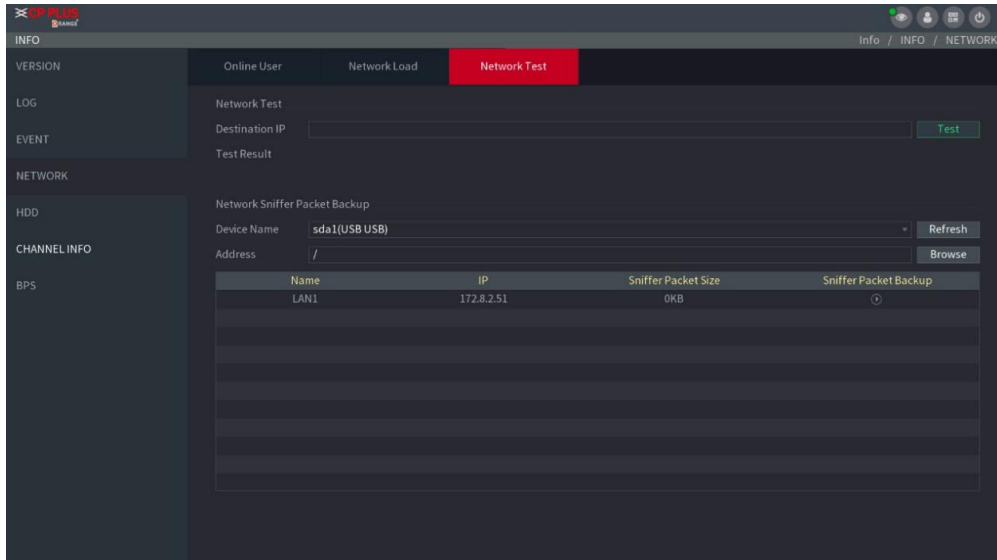 CP PLUS
ORANGE
INFO
Info / INFO / NETWORK
VERSION
LOG
EVENT
NETWORK
HDD
CHANNEL INFO
BPS
Online User Network Load Network Test
Network Test
Destination IP Test
Test Result
Network Sniffer Packet Backup
Device Name sda1(USB USB) Refresh
Address / Browse
Name IP Sniffer Packet Size Sniffer Packet Backup
LAN1 172.8.2.51 0KB